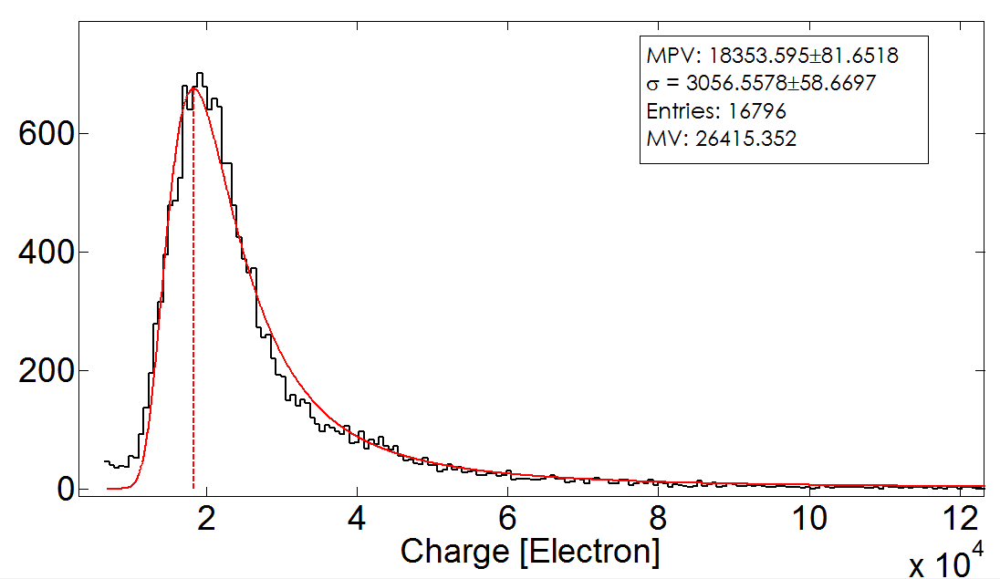 MPV: 18353.595±81.6518
σ = 3056.5578±58.6697
Entries: 16796
MV: 26415.352
600
400
200
0
2 4 6 8 10 12
Charge [Electron]
x 10^4